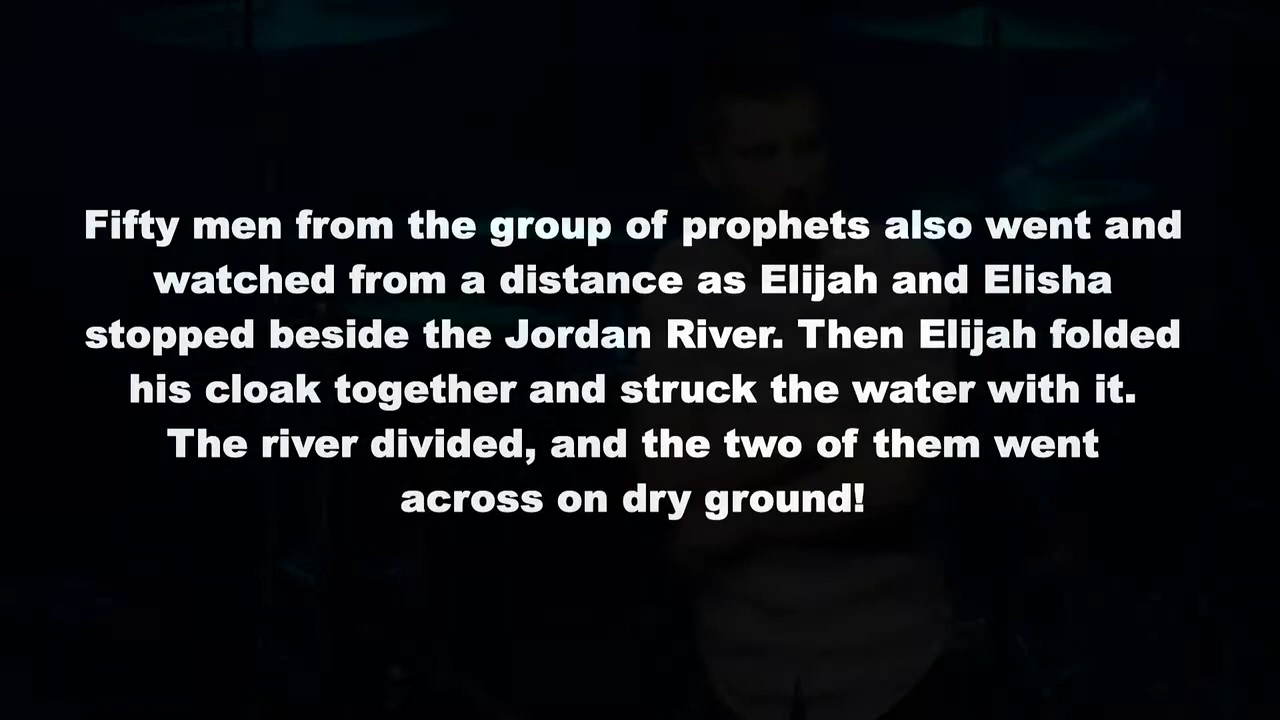 Fifty men from the group of prophets also went and
watched from a distance as Elijah and Elisha
stopped beside the Jordan River. Then Elijah folded
his cloak together and struck the water with it.
The river divided, and the two of them went
across on dry ground!